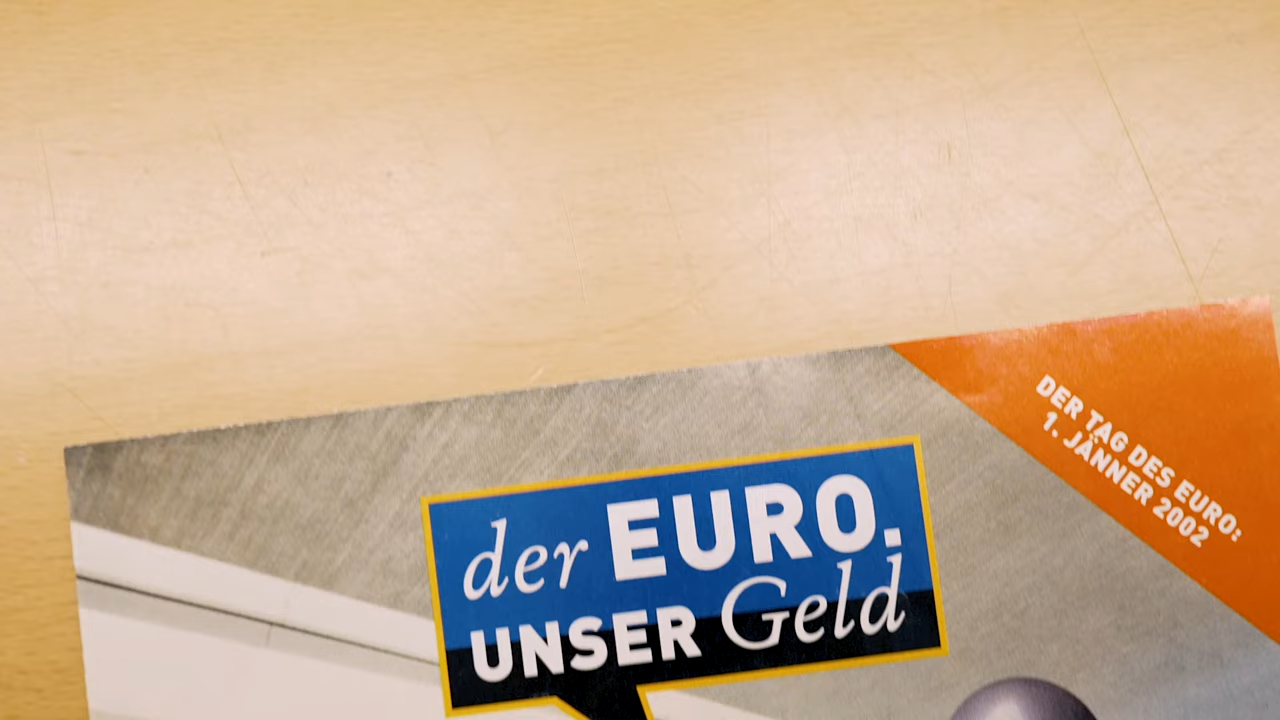 der EURO.
UNSER Geld
DER TAG DES EURO:
1. JÄNNER 2002